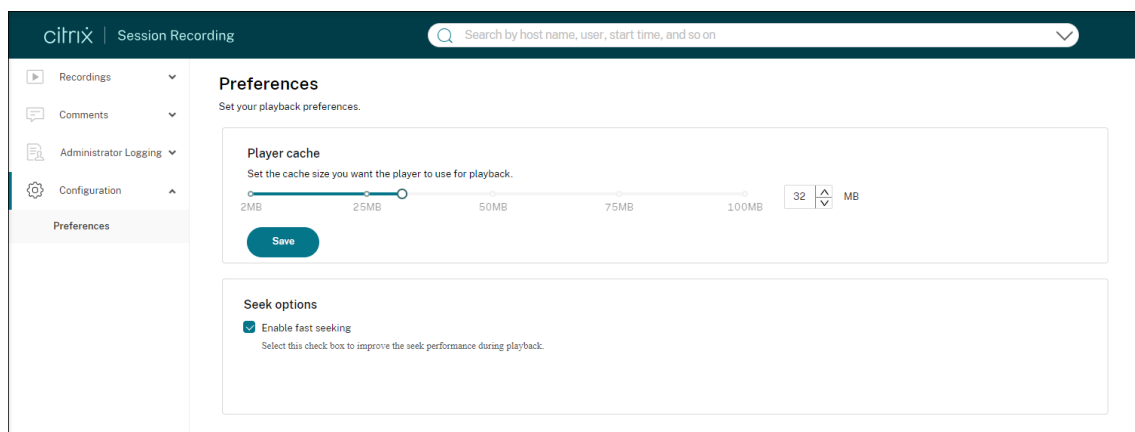 citrix | Session Recording
Search by host name, user, start time, and so on
Recordings
Comments
Administrator Logging
Configuration
Preferences
Preferences
Set your playback preferences.
Player cache
Set the cache size you want the player to use for playback.
2MB 25MB 50MB 75MB 100MB
32 MB
Save
Seek options
Enable fast seeking
Select this check box to improve the seek performance during playback.